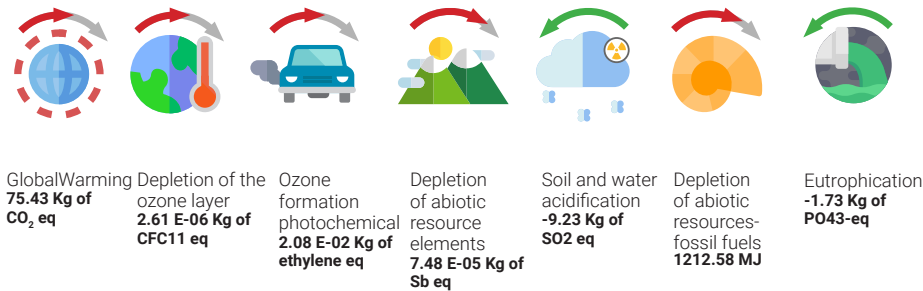 GlobalWarming
75.43 Kg of
CO₂ eq
Depletion of the
ozone layer
2.61 E-06 Kg of
CFC11 eq
Ozone
formation
photochemical
2.08 E-02 Kg of
ethylene eq
Depletion
of abiotic
resource
elements
7.48 E-05 Kg of
Sb eq
Soil and water
acidification
-9.23 Kg of
SO2 eq
Depletion
of abiotic
resources-
fossil fuels
1212.58 MJ
Eutrophication
-1.73 Kg of
PO43-eq